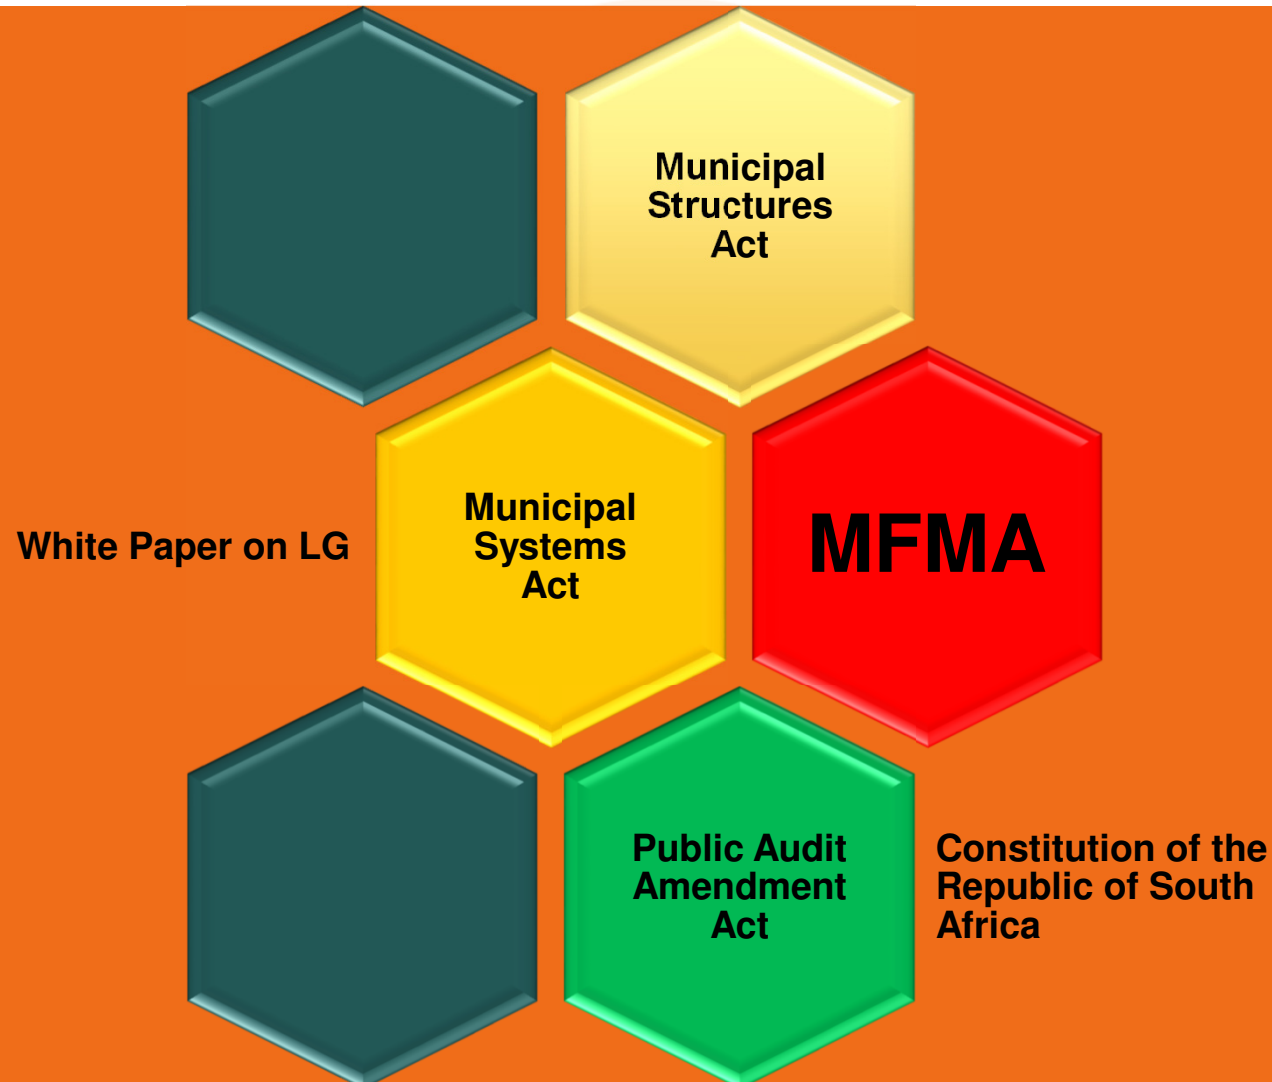 Municipal
Structures
Act
White Paper on LG
Municipal
Systems
Act
MFMA
Public Audit
Amendment
Act
Constitution of the
Republic of South
Africa